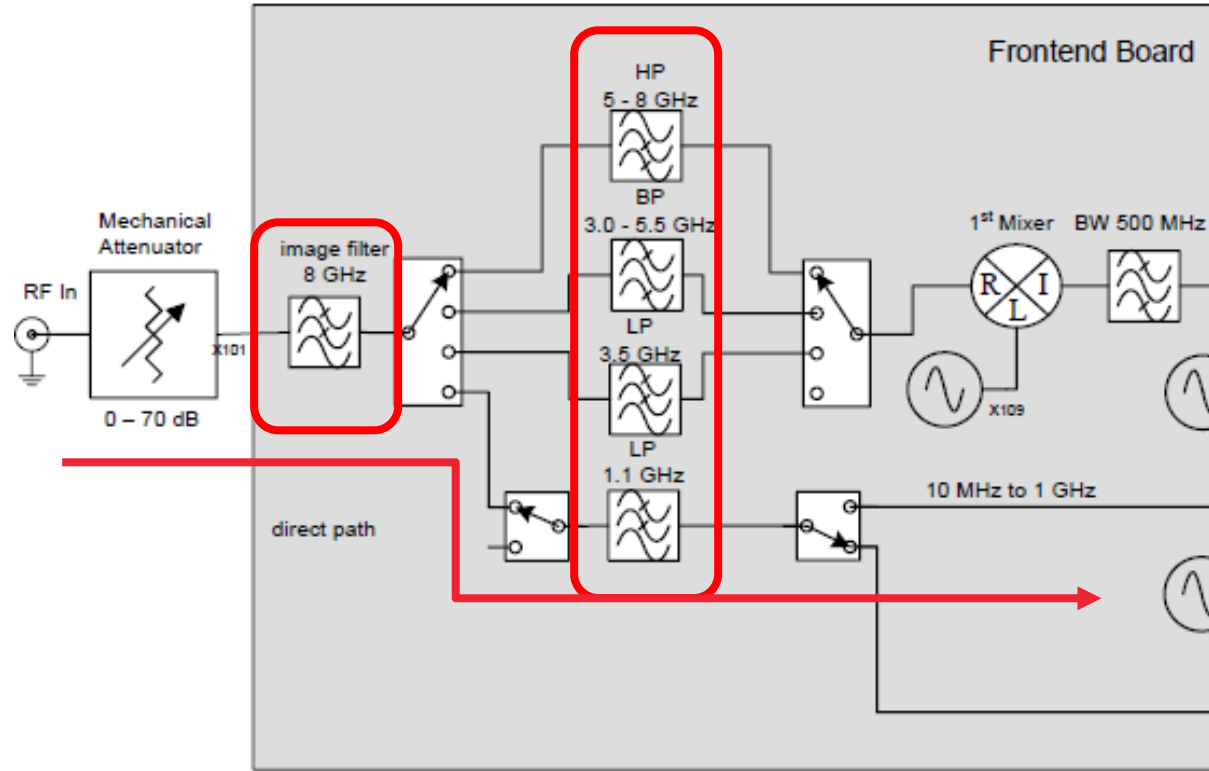 Frontend Board
HP
5 - 8 GHz
BP
3.0 - 5.5 GHz
LP
3.5 GHz
LP
1.1 GHz
Mechanical
Attenuator
RF In
X101
0 – 70 dB
image filter
8 GHz
1st Mixer
BW 500 MHz
R
I
L
X109
10 MHz to 1 GHz
direct path